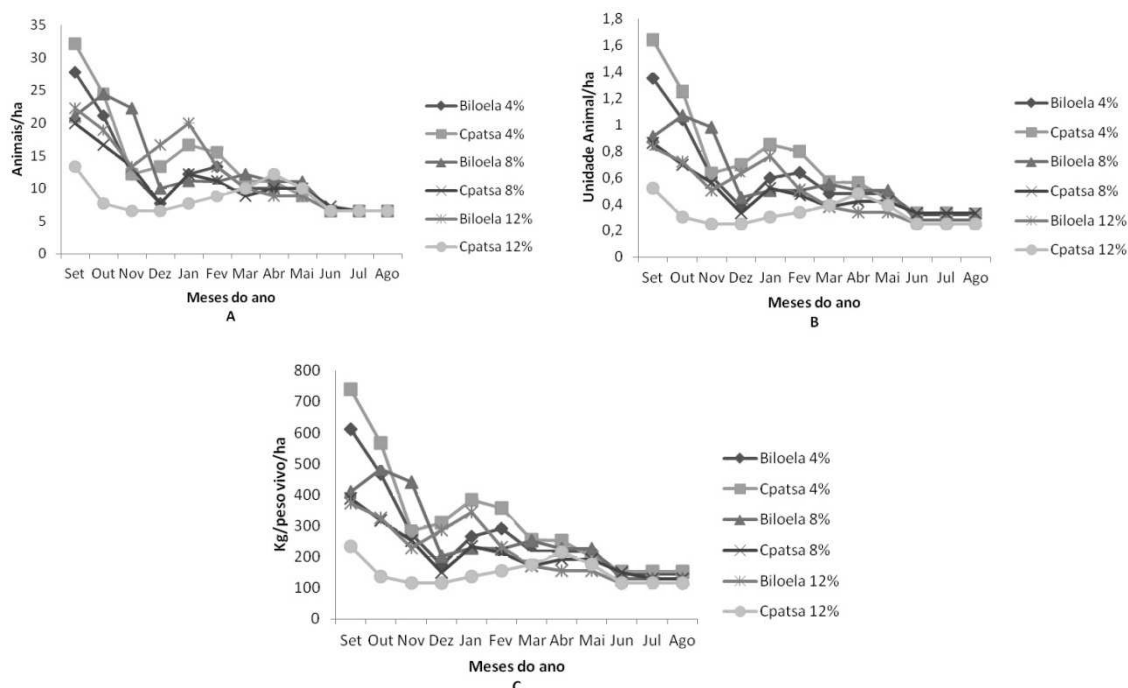 35
30
25
20
15
10
5
0
Animais/ha
Set Out Nov Dez Jan Fev Mar Abr Mai Jun Jul Ago
Meses do ano
A
Biloela 4%
Cpatsa 4%
Biloela 8%
Cpatsa 8%
Biloela 12%
Cpatsa 12%
1,8
1,6
1,4
1,2
1
0,8
0,6
0,4
0,2
0
Unidade Animal/ha
Set Out Nov Dez Jan Fev Mar Abr Mai Jun Jul Ago
Meses do ano
B
Biloela 4%
Cpatsa 4%
Biloela 8%
Cpatsa 8%
Biloela 12%
Cpatsa 12%
800
700
600
500
400
300
200
100
0
Kg/peso vivo/ha
Set Out Nov Dez Jan Fev Mar Abr Mai Jun Jul Ago
Meses do ano
C
Biloela 4%
Cpatsa 4%
Biloela 8%
Cpatsa 8%
Biloela 12%
Cpatsa 12%